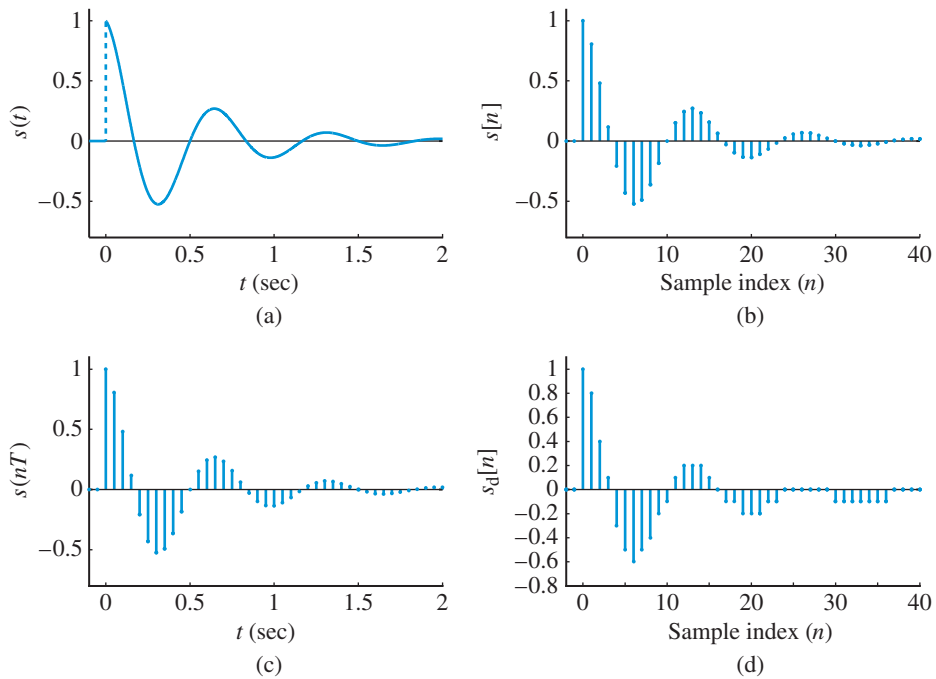 1
0.5
0
−0.5
s(t)
0 0.5 1 1.5 2
t (sec)
(a)
1
0.5
0
−0.5
s[n]
0 10 20 30 40
Sample index (n)
(b)
1
0.5
0
−0.5
s(nT)
0 0.5 1 1.5 2
t (sec)
(c)
1
0.8
0.6
0.4
0.2
0
−0.2
−0.4
−0.6
−0.8
sd[n]
0 10 20 30 40
Sample index (n)
(d)